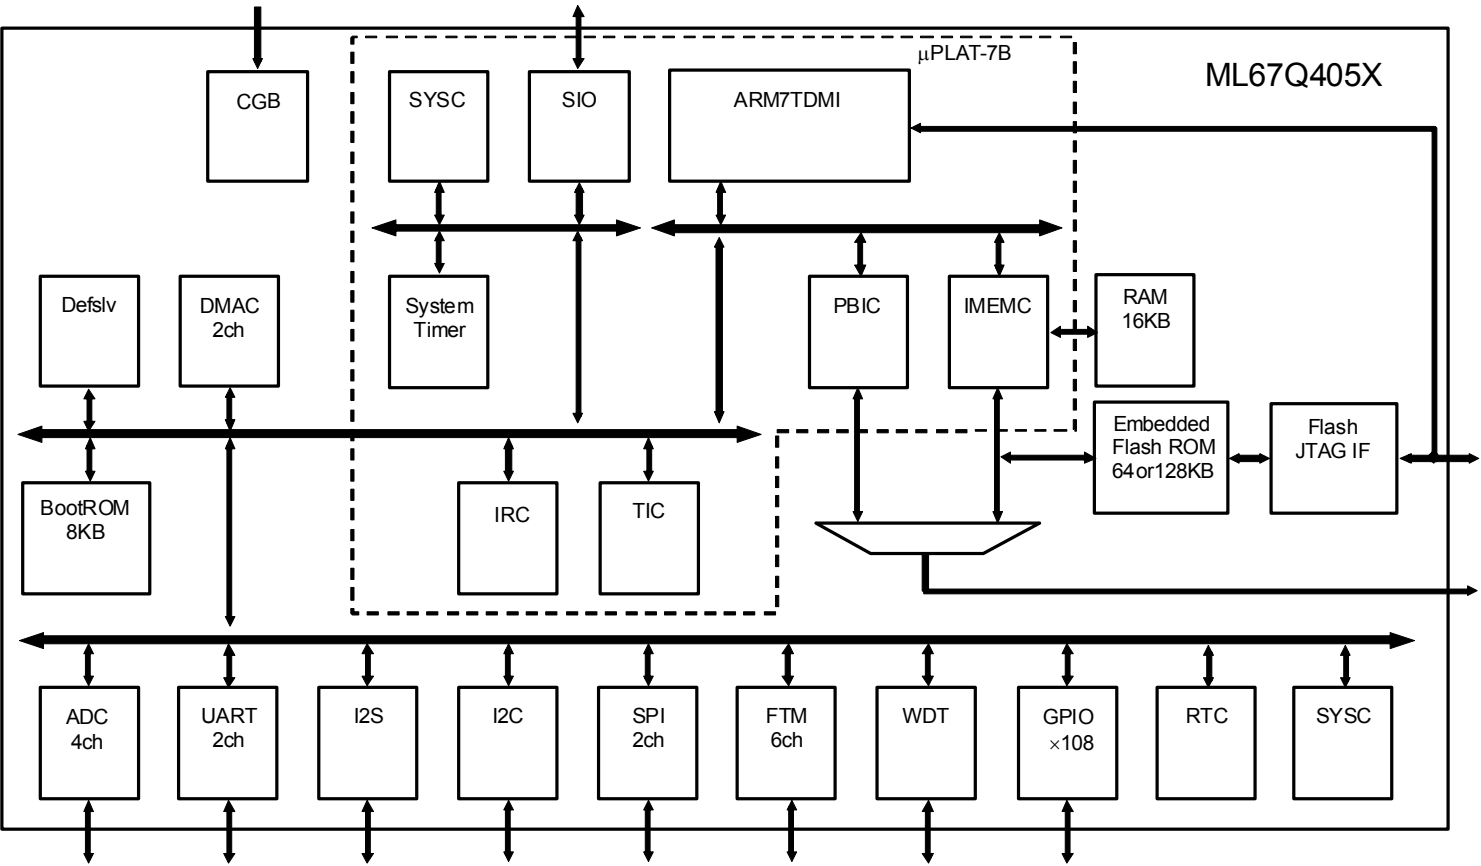 μPLAT-7B
ML67Q405X
CGB
SYSC
SIO
ARM7TDMI
Defslv
DMAC
2ch
System
Timer
PBIC
IMEMC
RAM
16KB
Embedded
Flash ROM
64or128KB
Flash
JTAG IF
BootROM
8KB
IRC
TIC
ADC
4ch
UART
2ch
I2S
I2C
SPI
2ch
FTM
6ch
WDT
GPIO
×108
RTC
SYSC